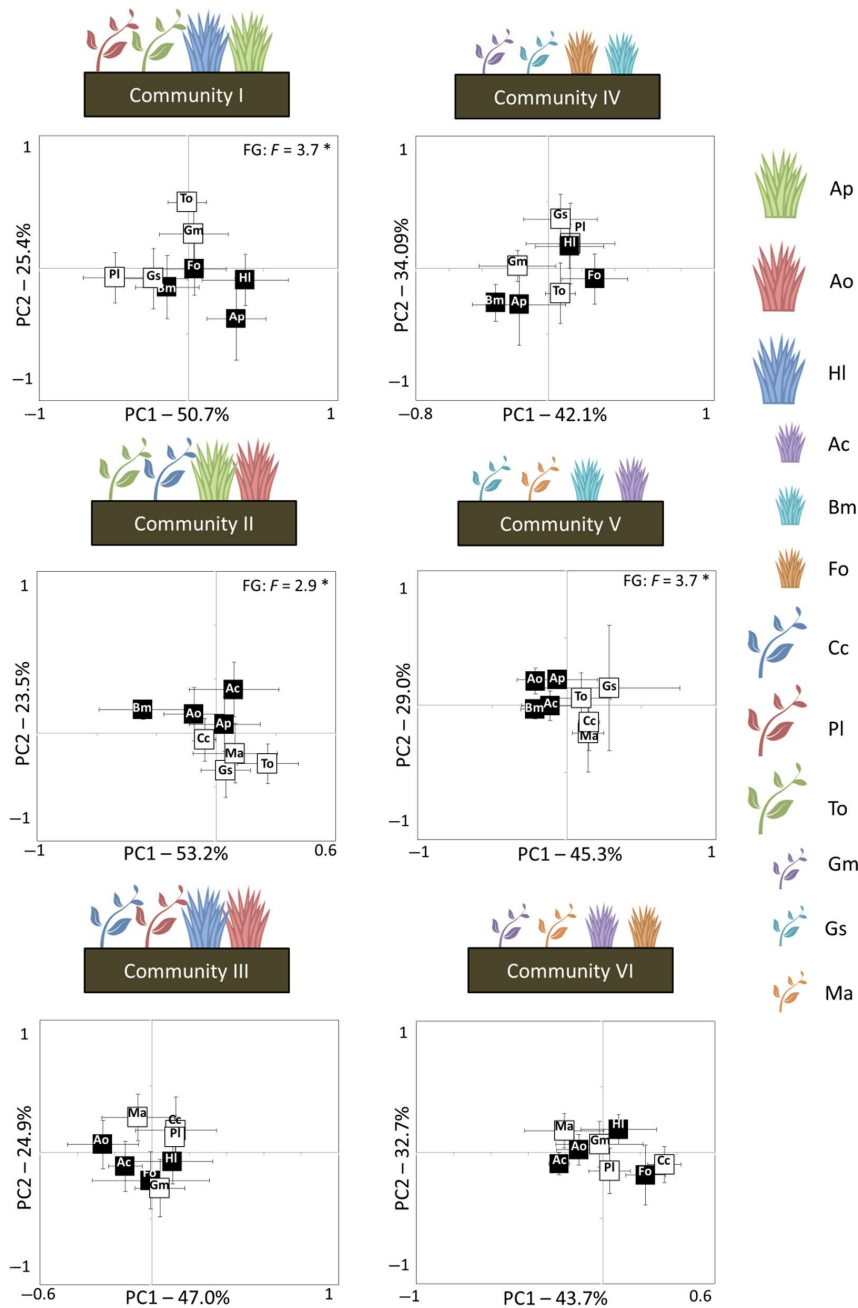 Community I
1
FG: F = 3.7 *
To
Gm
Fo
Pl
Gs
Bm
Hl
Ap
PC2 – 25.4%
–1
–1
PC1 – 50.7%
1
Community IV
1
Gs
Pl
Hl
Gm
Fo
To
Bm
Ap
PC2 – 34.09%
–1
–0.8
PC1 – 42.1%
1
Community II
1
FG: F = 2.9 *
Ac
Bm
Ao
Ap
Cc
Ma
Gs
To
PC2 – 23.5%
–1
–1
PC1 – 53.2%
0.6
Community V
1
FG: F = 3.7 *
Ao
Ap
Gs
To
Ac
Bm
Cc
Ma
PC2 – 29.0%
–1
–1
PC1 – 45.3%
1
Community III
1
Ma
Cc
Pl
Ao
Ac
Hl
Fo
Gm
PC2 – 24.9%
–1
–0.6
PC1 – 47.0%
1
Community VI
1
Ma
Hl
Gm
Ao
Ac
Pl
Cc
Fo
PC2 – 32.7%
–1
–1
PC1 – 43.7%
0.6
Ap
Ao
Hl
Ac
Bm
Fo
Cc
Pl
To
Gm
Gs
Ma